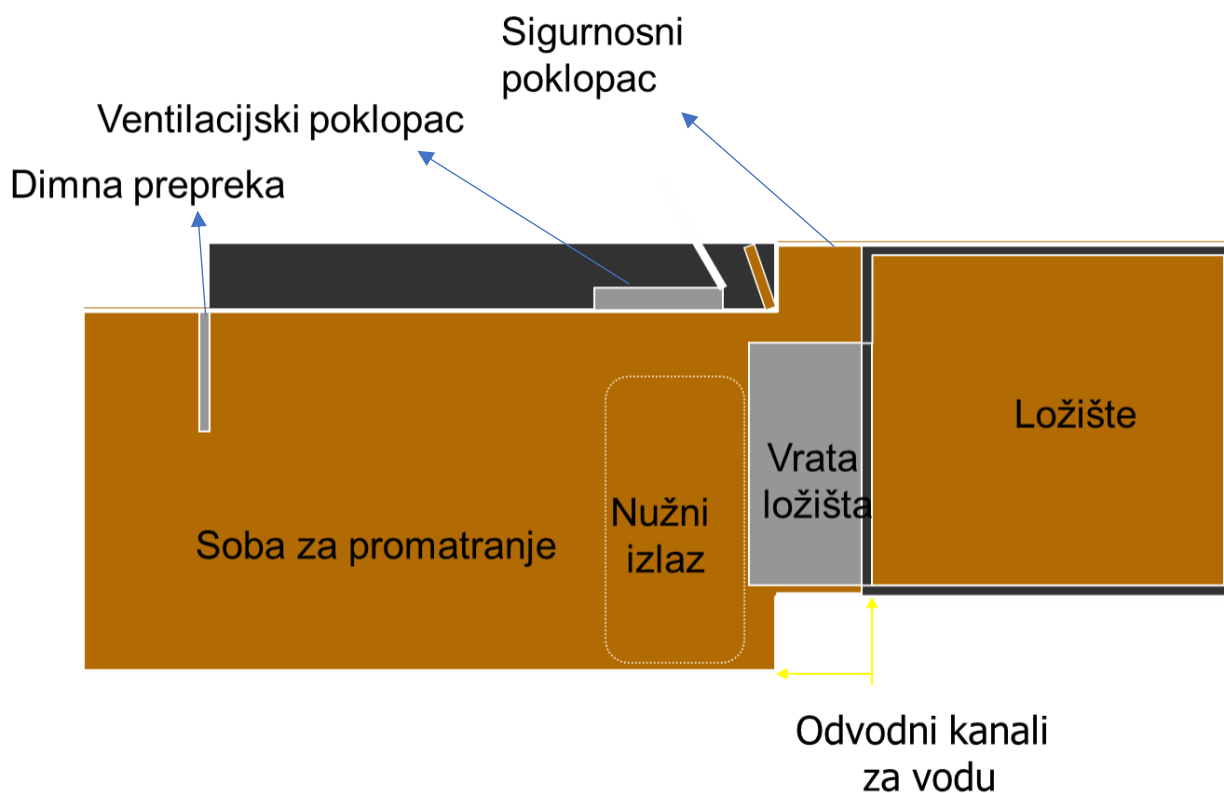 Sigurnosni
poklopac
Ventilacijski poklopac
Dimna prepreka
Ložište
Vrata
ložišta
Nužni
izlaz
Soba za promatranje
Odvodni kanali
za vodu